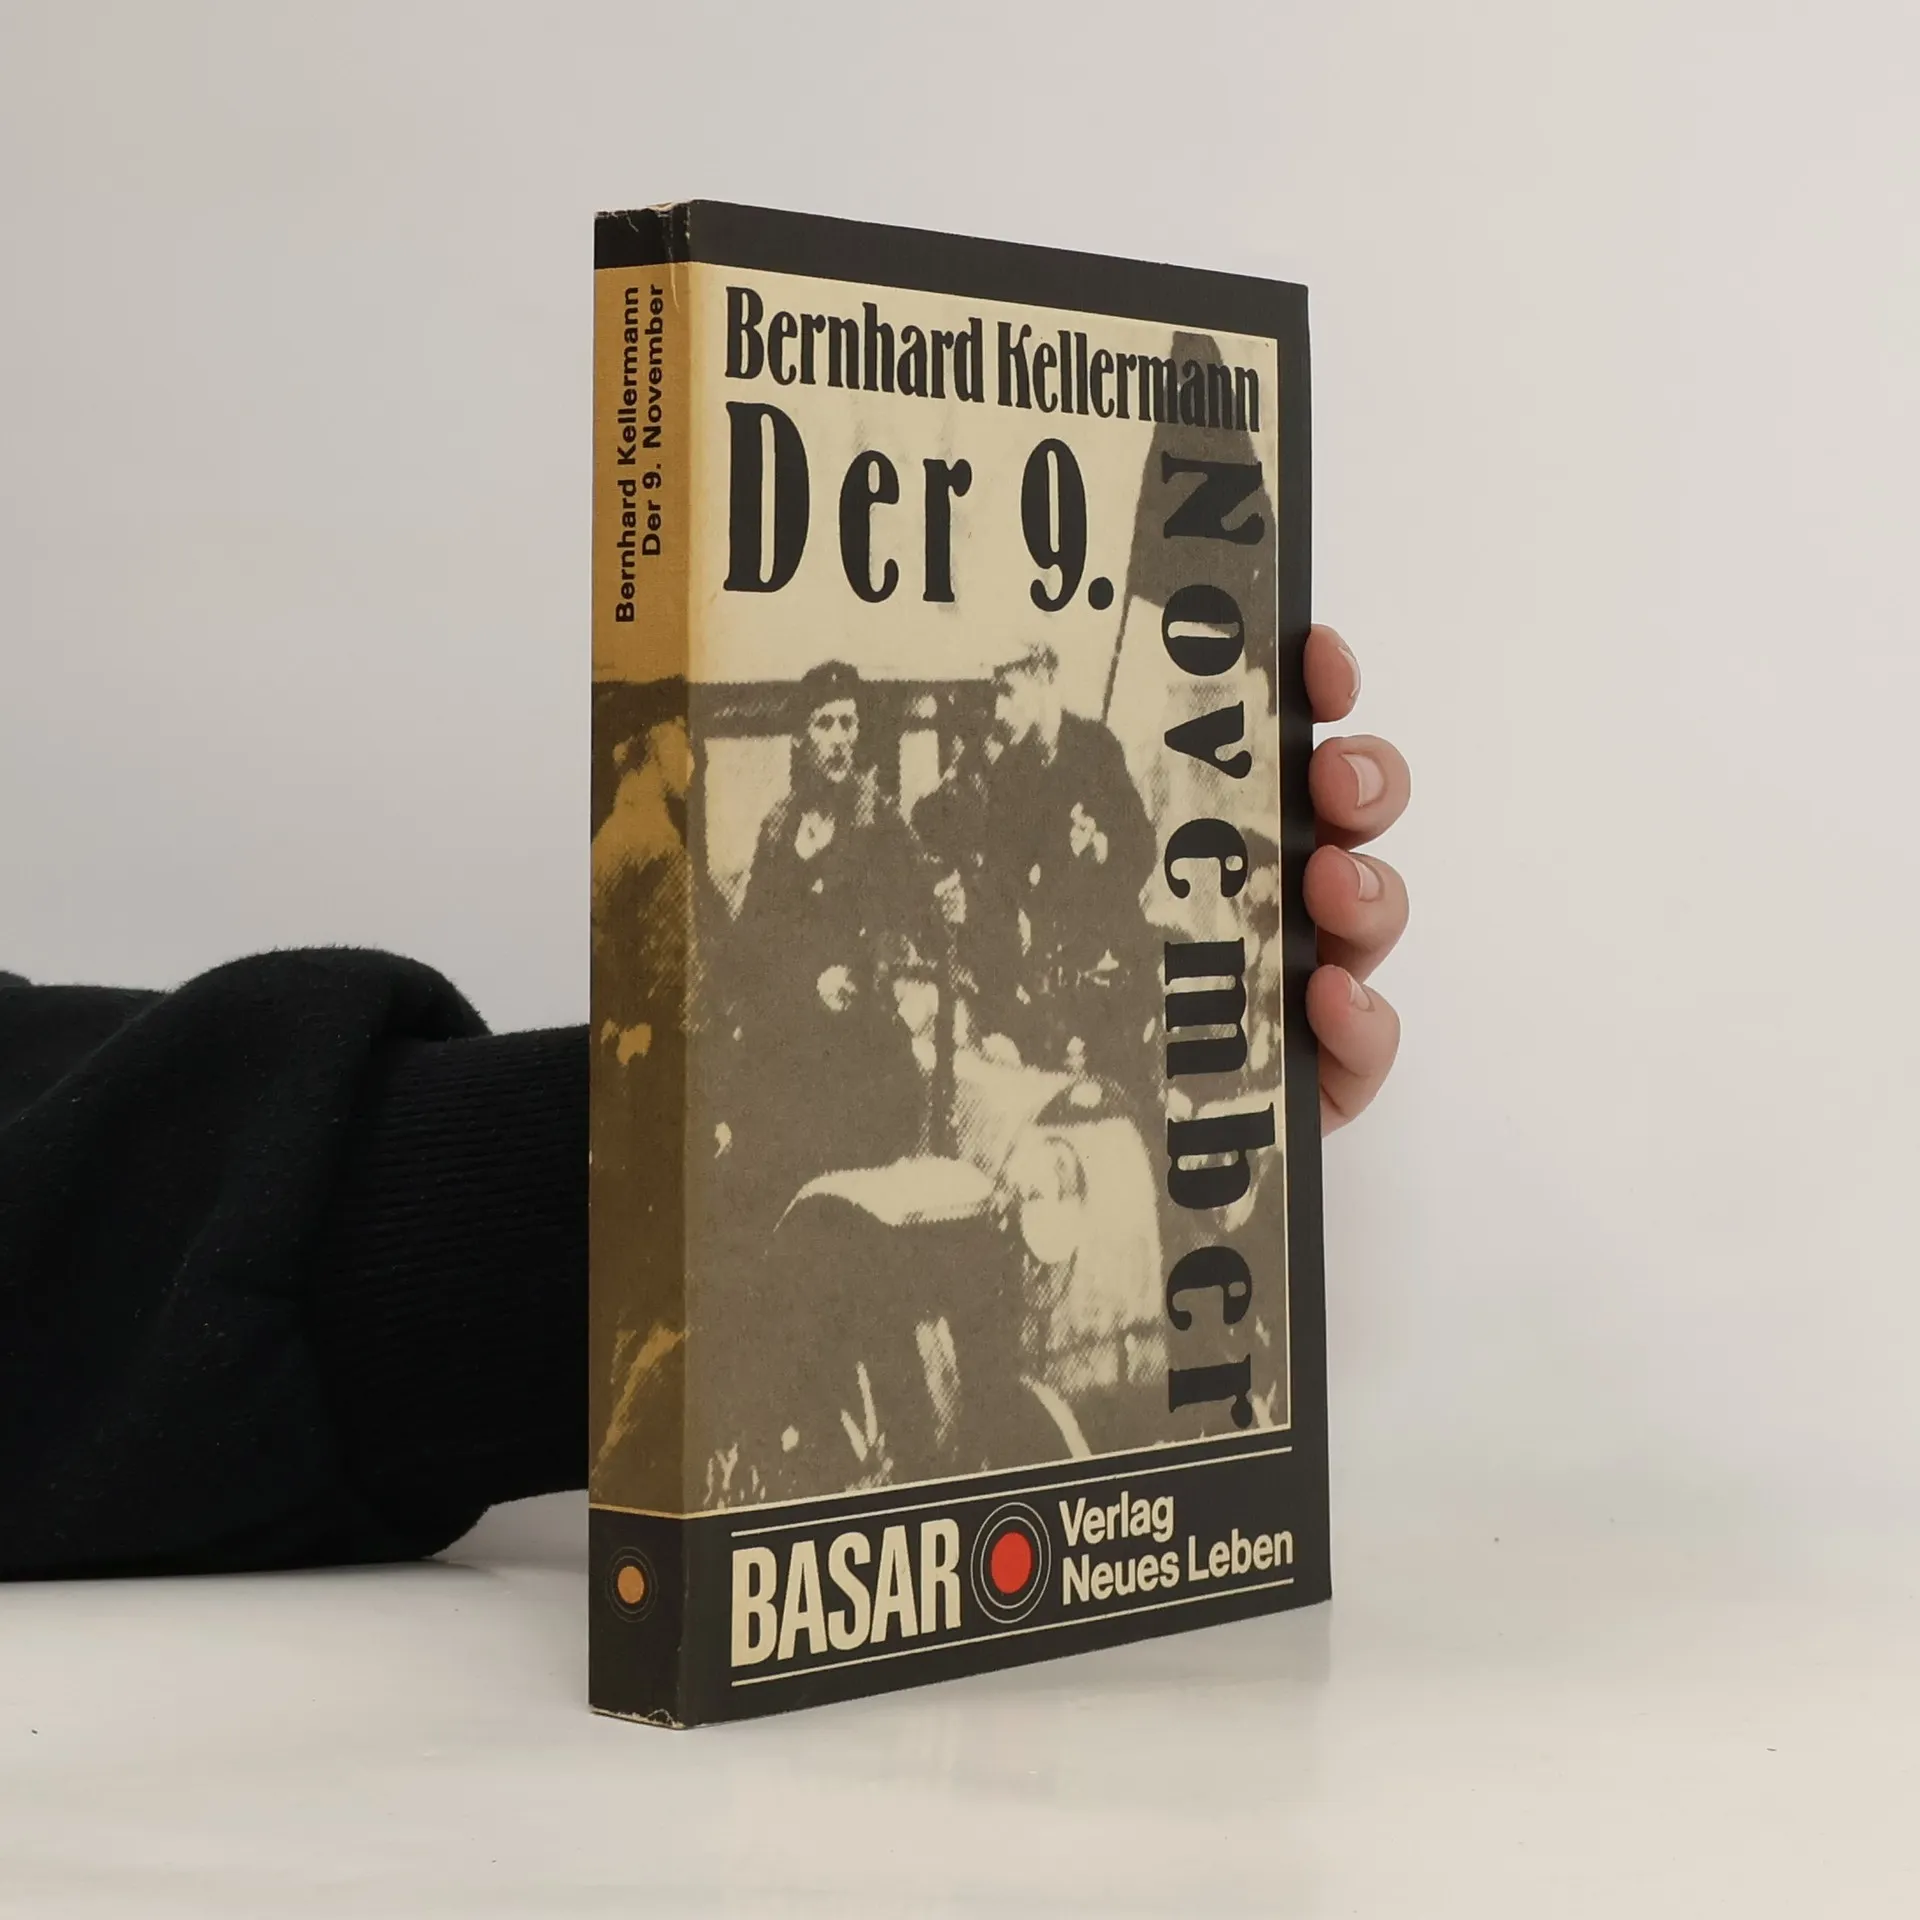 Bernhard Kellermann
Der 9. November
Bernhard Kellermann
Der 9.
November
BASAR
Verlag
Neues Leben